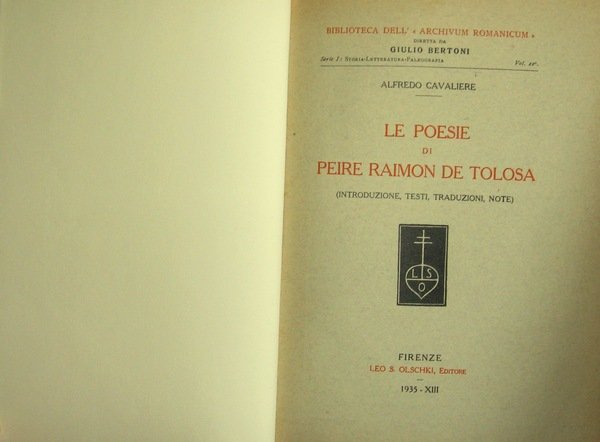 BIBLIOTECA DELL' « ARCHIVUM ROMANICUM »
DIRETTA DA
GIULIO BERTONI
Serie I: Storia-Letteratura-Paleografia Vol.
ALFREDO CAVALIERE
LE POESIE
DI
PEIRE RAIMON DE TOLOSA
(INTRODUZIONE, TESTI, TRADUZIONI, NOTE)
L S
O
FIRENZE
LEO S. OLSCHKI, Editore
1935 - XIII